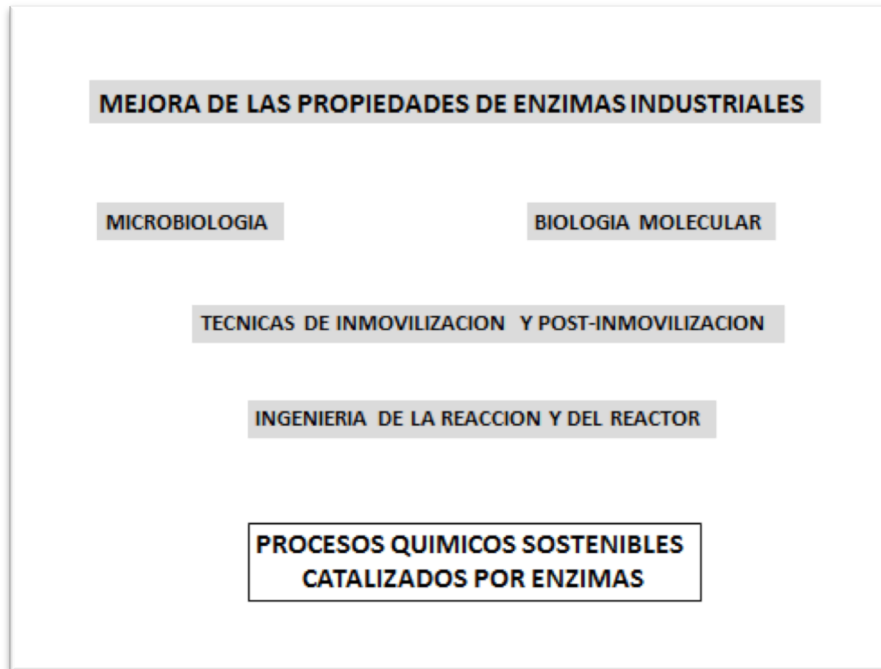 MEJORA DE LAS PROPIEDADES DE ENZIMAS INDUSTRIALES
MICROBIOLOGIA
BIOLOGIA MOLECULAR
TECNICAS DE INMOVILIZACION Y POST-INMOVILIZACION
INGENIERIA DE LA REACCION Y DEL REACTOR
PROCESOS QUIMICOS SOSTENIBLES
CATALIZADOS POR ENZIMAS